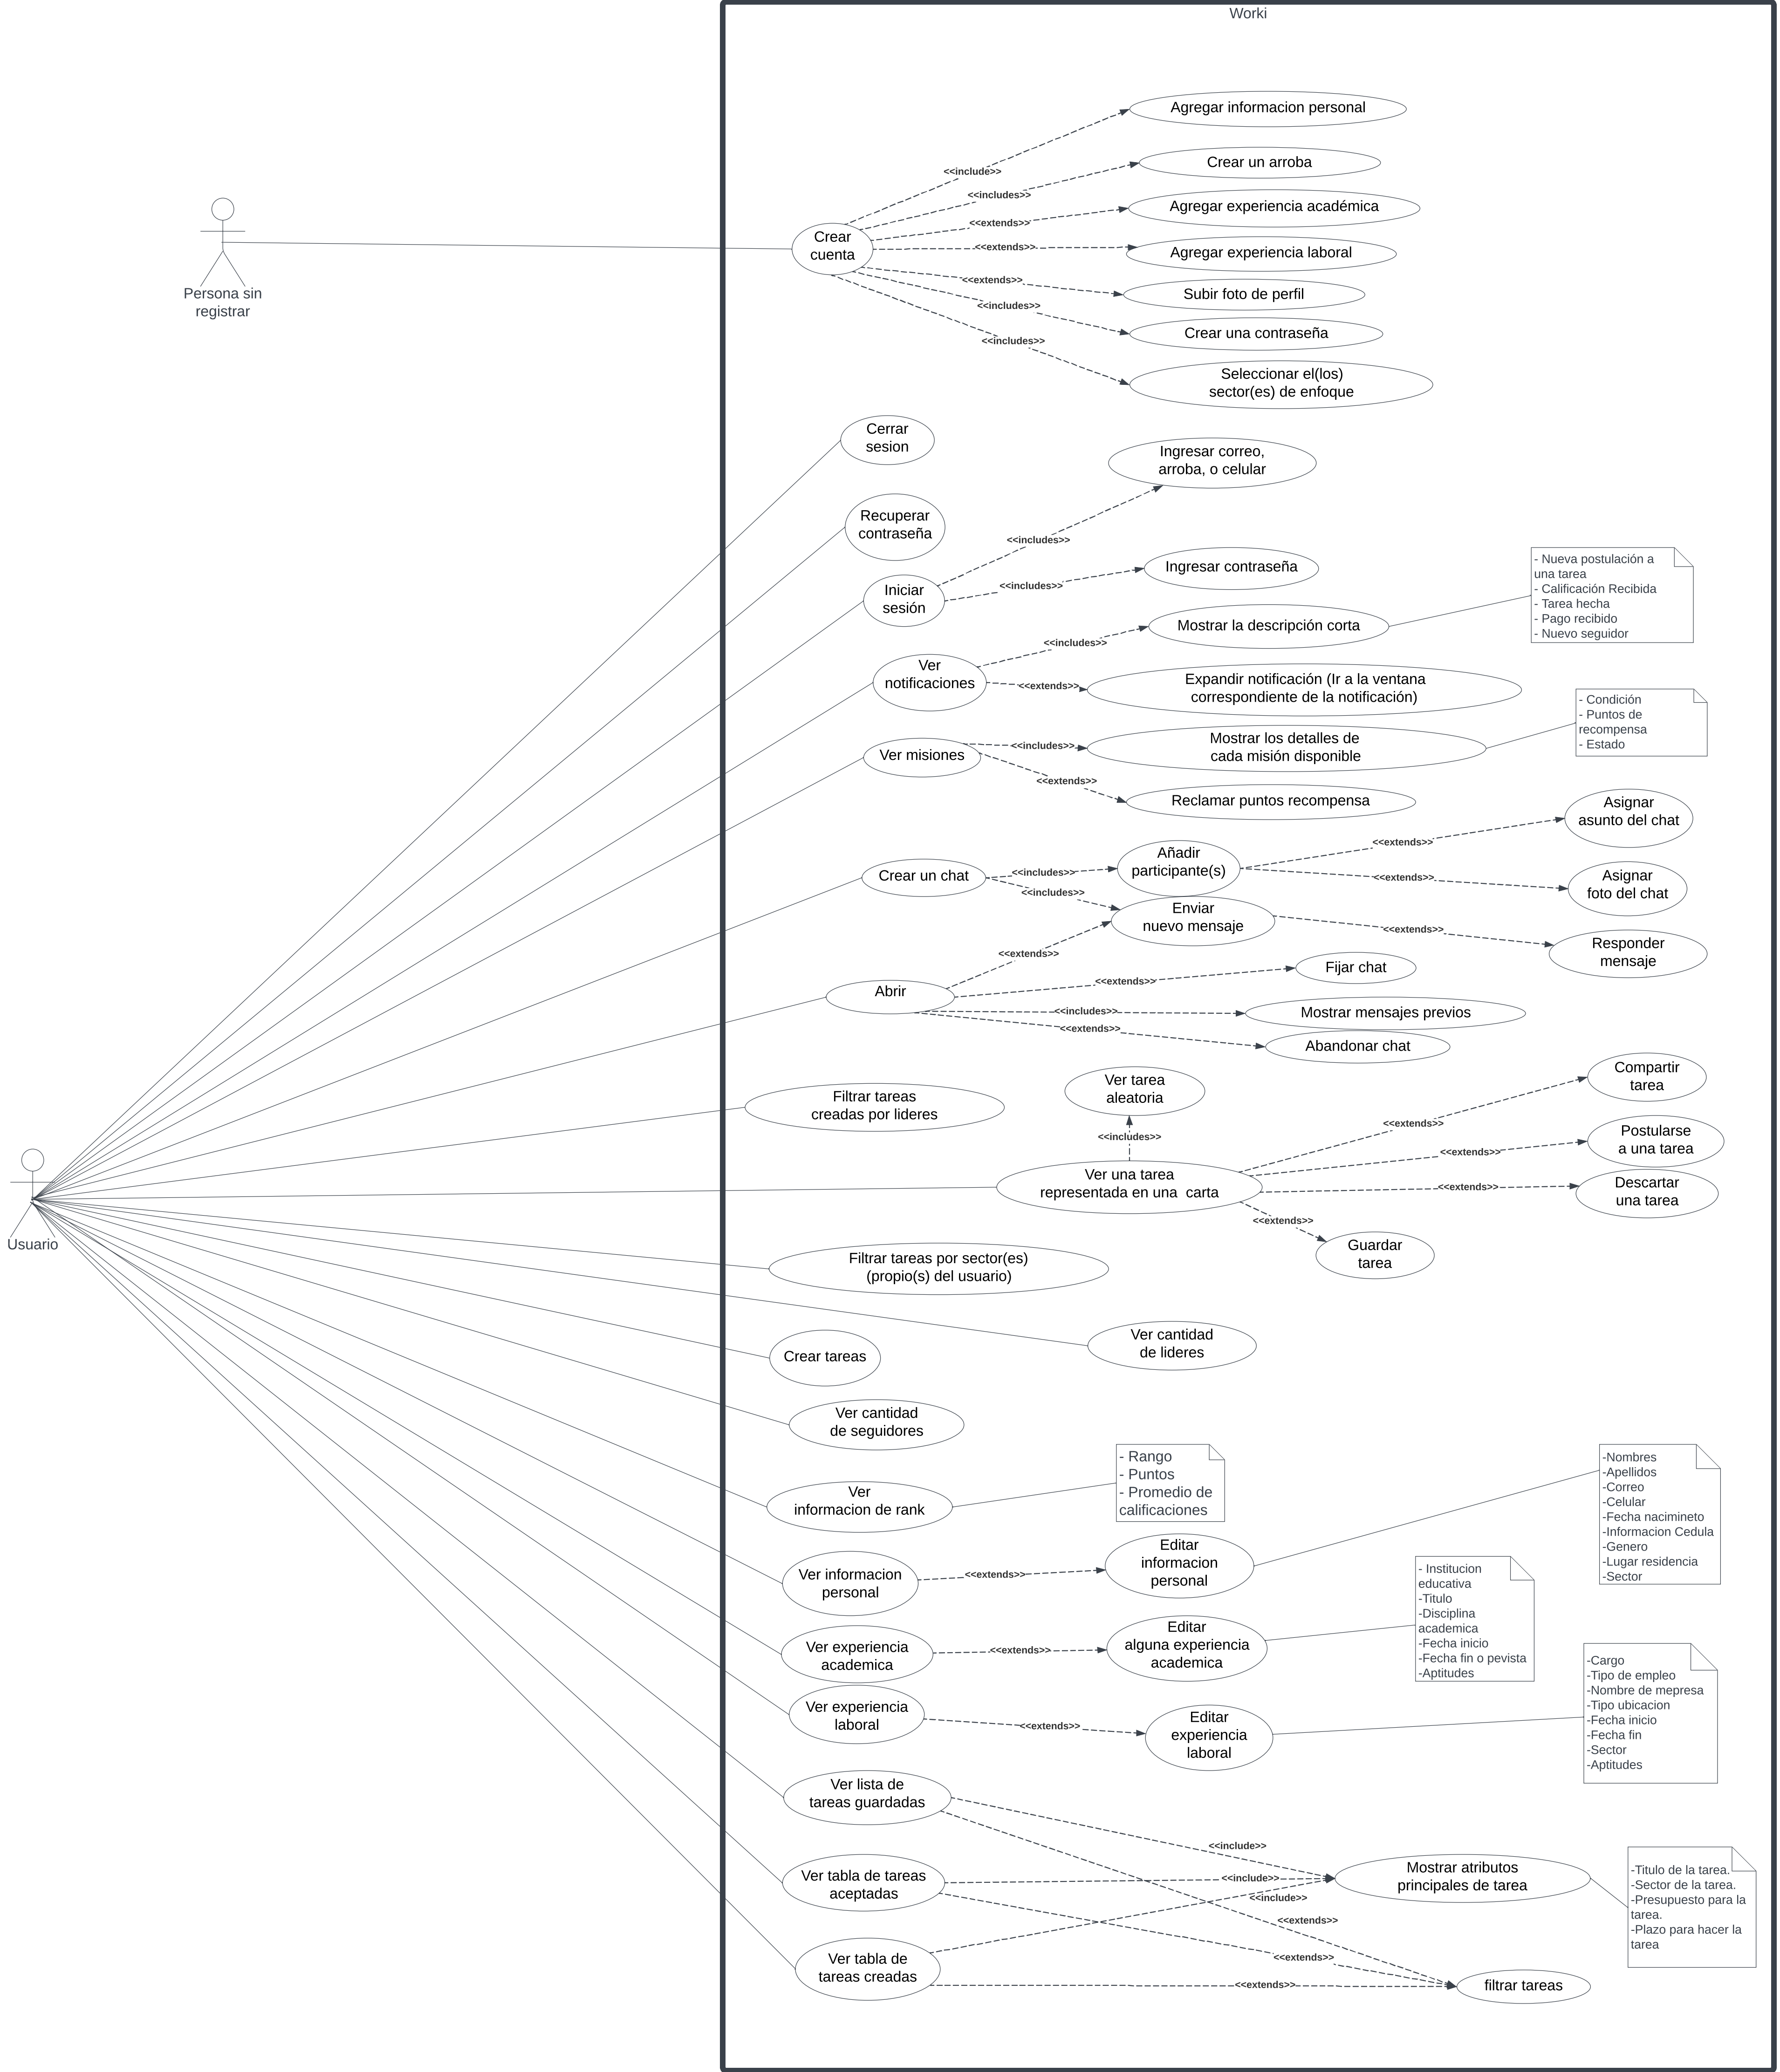 Worki
Agregar informacion personal
<<include>>
Crear un arroba
<<includes>>
Agregar experiencia académica
<<extends>>
Crear
cuenta
<<extends>>
Agregar experiencia laboral
<<extends>>
Subir foto de perfil
<<includes>>
Crear una contraseña
<<includes>>
Seleccionar el(los)
sector(es) de enfoque
Persona sin
registrar
Cerrar
sesion
Ingresar correo,
arroba, o celular
Recuperar
contraseña
<<includes>>
Iniciar
sesión
<<includes>>
Ingresar contraseña
- Nueva postulación a
una tarea
- Calificación Recibida
- Tarea hecha
- Pago recibido
- Nuevo seguidor
Mostrar la descripción corta
<<includes>>
Ver
notificaciones
<<extends>>
Expandir notificación (Ir a la ventana
correspondiente de la notificación)
- Condición
- Puntos de
recompensa
- Estado
Ver misiones
<<includes>>
Mostrar los detalles de
cada misión disponible
<<extends>>
Reclamar puntos recompensa
Asignar
asunto del chat
<<extends>>
Añadir
participante(s)
Crear un chat
<<includes>>
<<includes>>
<<extends>>
Asignar
foto del chat
Enviar
nuevo mensaje
<<extends>>
Responder
mensaje
<<extends>>
Fijar chat
<<extends>>
Abrir
<<includes>>
Mostrar mensajes previos
<<extends>>
Abandonar chat
Ver tarea
aleatoria
Compartir
tarea
Filtrar tareas
creadas por lideres
<<includes>>
<<extends>>
Postularse
a una tarea
<<extends>>
Ver una tarea
representada en una  carta
<<extends>>
Descartar
una tarea
<<extends>>
Guardar
tarea
Usuario
Filtrar tareas por sector(es)
(propio(s) del usuario)
Ver cantidad
de lideres
Crear tareas
Ver cantidad
de seguidores
- Rango
- Puntos
- Promedio de
calificaciones
Ver
informacion de rank
-Nombres
-Apellidos
-Correo
-Celular
-Fecha nacimineto
-Informacion Cedula
-Genero
-Lugar residencia
-Sector
Editar
informacion
personal
Ver informacion
personal
<<extends>>
- Institucion
educativa
-Titulo
-Disciplina
academica
-Fecha inicio
-Fecha fin o pevista
-Aptitudes
Editar
alguna experiencia
academica
Ver experiencia
academica
<<extends>>
-Cargo
-Tipo de empleo
-Nombre de mepresa
-Tipo ubicacion
-Fecha inicio
-Fecha fin
-Sector
-Aptitudes
Ver experiencia
laboral
<<extends>>
Editar
experiencia
laboral
Ver lista de
tareas guardadas
<<include>>
Ver tabla de tareas
aceptadas
<<include>>
<<include>>
Mostrar atributos
principales de tarea
-Titulo de la tarea.
-Sector de la tarea.
-Presupuesto para la
tarea.
-Plazo para hacer la
tarea
<<extends>>
<<extends>>
Ver tabla de
tareas creadas
<<extends>>
filtrar tareas